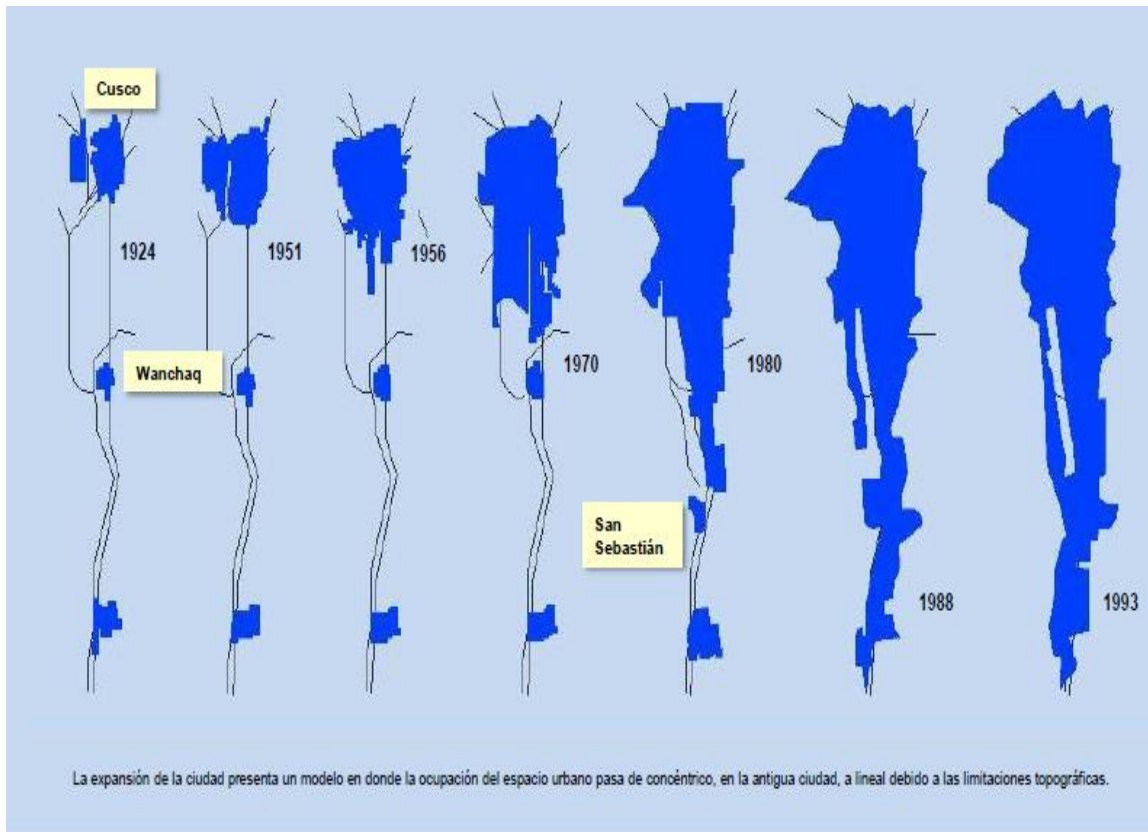 Cusco
1924
1951
1956
Wanchaq
1970
1980
San
Sebastián
1988
1993
La expansión de la ciudad presenta un modelo en donde la ocupación del espacio urbano pasa de concéntrico, en la antigua ciudad, a lineal debido a las limitaciones topográficas.